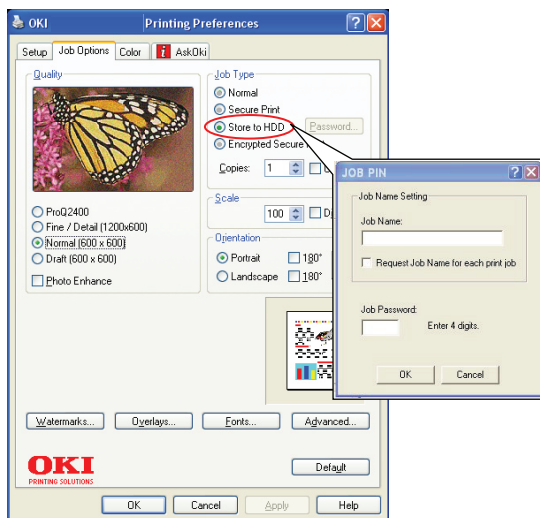 OKI Printing Preferences
Setup Job Options Color i AskOki
Quality
ProQ2400
Fine / Detail (1200x600)
Normal (600 x 600)
Draft (600 x 600)
Photo Enhance
Job Type
Normal
Secure Print
Store to HDD Password...
Encrypted Secure
Copies: 1
Scale
100
Orientation
Portrait 180°
Landscape 180°
JOB PIN
Job Name Setting
Job Name:
Request Job Name for each print job
Job Password:
Enter 4 digits.
OK Cancel
Watermarks... Overlays... Fonts... Advanced...
OKI
PRINTING SOLUTIONS
Default
OK Cancel Apply Help